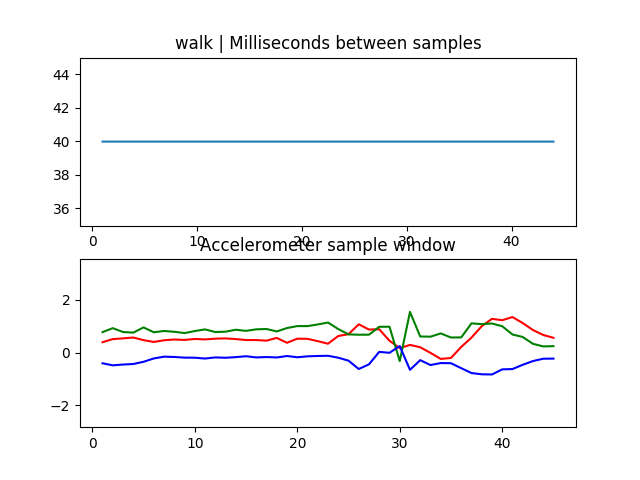 walk | Milliseconds between samples
44
42
40
38
36
0 10 20 30 40
Accelerometer sample window
2
0
−2
0 10 20 30 40